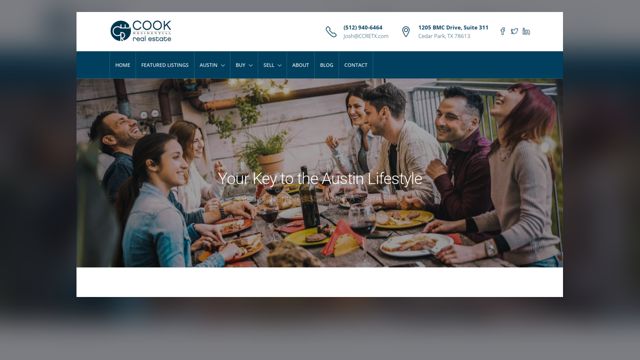 COOK
real estate
(512) 940-6464
Josh@CCRETX.com
1205 BMC Drive, Suite 311
Cedar Park, TX 78613
HOME
FEATURED LISTINGS
AUSTIN
BUY
SELL
ABOUT
BLOG
CONTACT
Your Key to the Austin Lifestyle